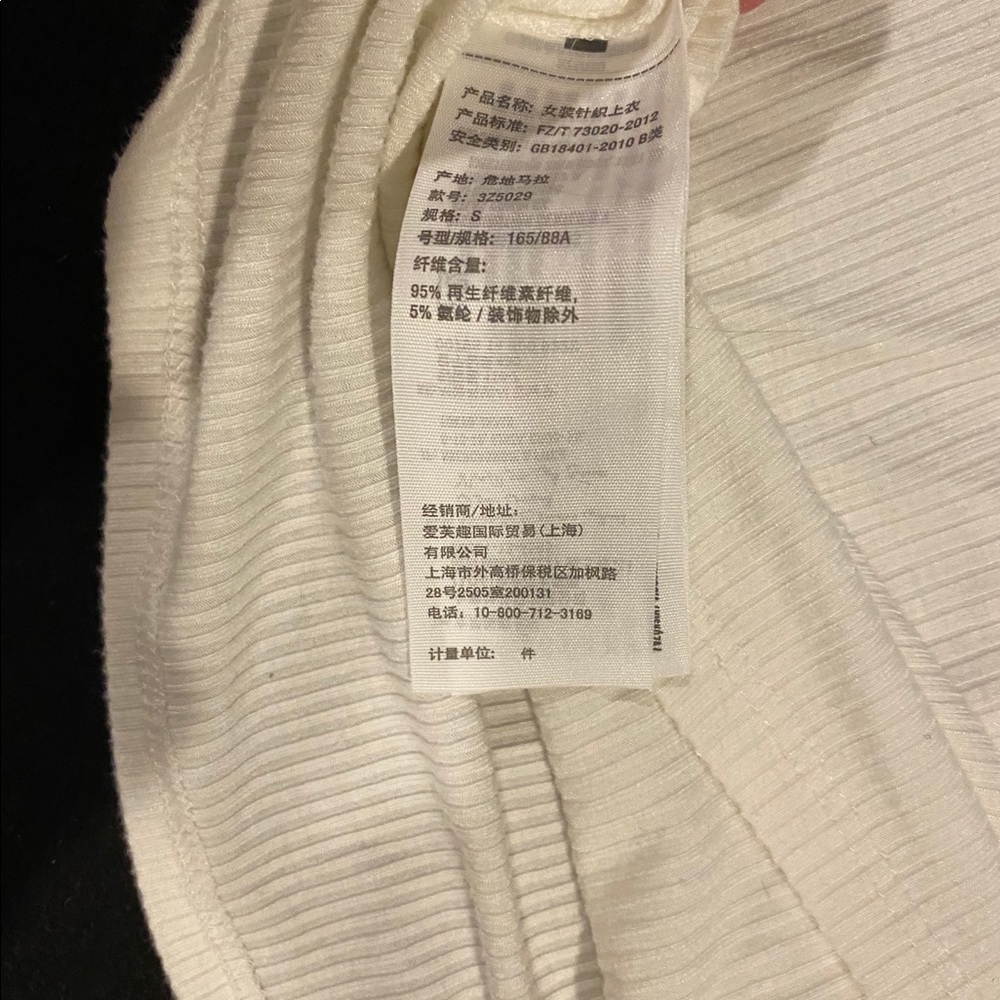 产品名称: 女装针织上衣
产品标准: FZ/T 73020-2012
安全类别: GB18401-2010 B类
产地: 危地马拉
款号: 3Z5029
规格: S
号型/规格: 165/88A
纤维含量:
95% 再生纤维素纤维,
5% 氨纶 / 装饰物除外
经销商/地址:
爱芙趣国际贸易(上海)
有限公司
上海市外高桥保税区加枫路
28号2505室200131
电话: 10-800-712-3169
计量单位: 件